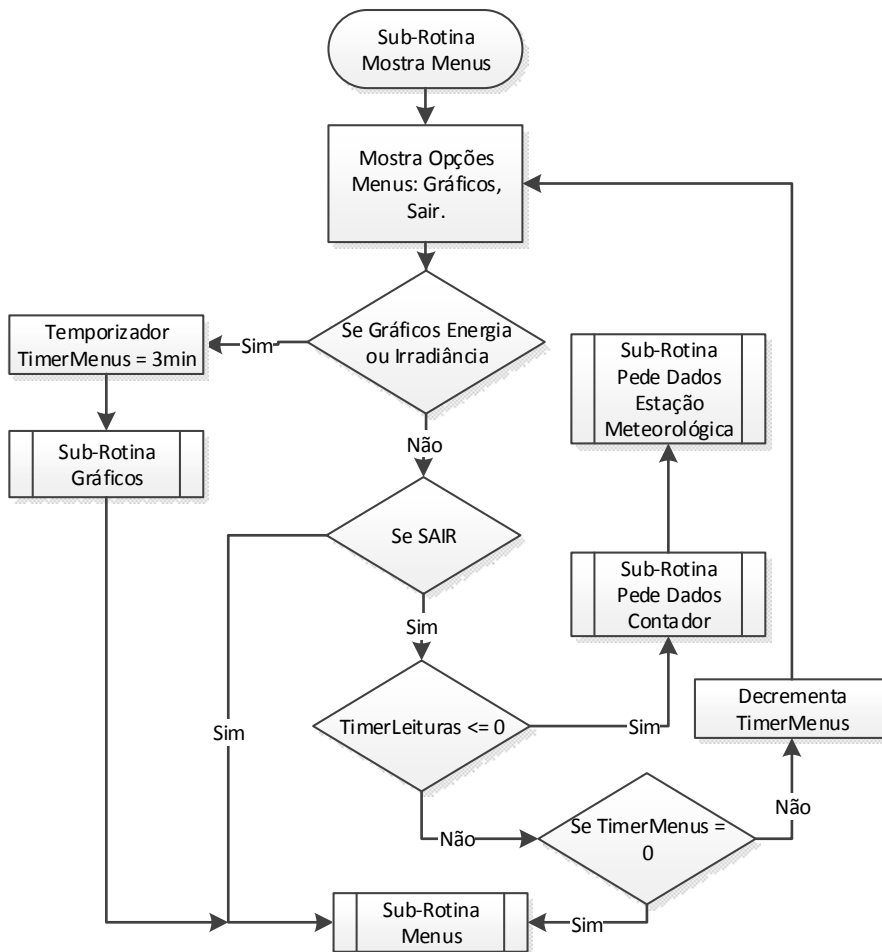 Sub-Rotina
Mostra Menus
Mostra Opções
Menus: Gráficos,
Sair.
Se Gráficos Energia
ou Irradiância
Sim
Temporizador
TimerMenus = 3min
Sub-Rotina
Gráficos
Não
Sub-Rotina
Pede Dados
Estação
Meteorológica
Se SAIR
Sim
Sub-Rotina
Pede Dados
Contador
TimerLeituras <= 0
Sim
Sim
Decrementa
TimerMenus
Não
Se TimerMenus =
0
Não
Sim
Sub-Rotina
Menus